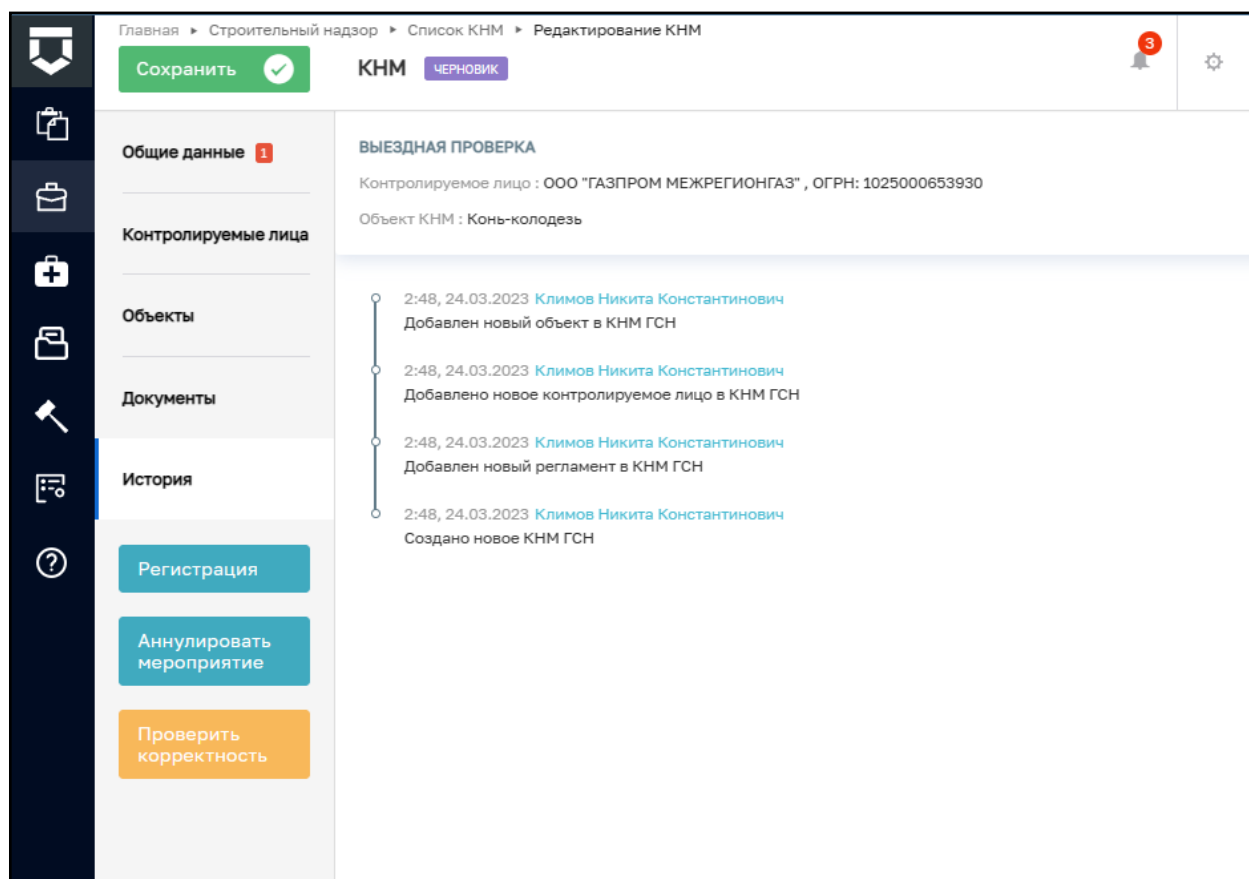 Главная ▸ Строительный надзор ▸ Список КНМ ▸ Редактирование КНМ
Сохранить
КНМ ЧЕРНОВИК
3
Общие данные 1
Контролируемые лица
Объекты
Документы
История
Регистрация
Аннулировать
мероприятие
Проверить
корректность
ВЫЕЗДНАЯ ПРОВЕРКА
Контролируемое лицо : ООО "ГАЗПРОМ МЕЖРЕГИОНГАЗ" , ОГРН: 1025000653930
Объект КНМ : Конь-колодезь
2:48, 24.03.2023 Климов Никита Константинович
Добавлен новый объект в КНМ ГСН
2:48, 24.03.2023 Климов Никита Константинович
Добавлено новое контролируемое лицо в КНМ ГСН
2:48, 24.03.2023 Климов Никита Константинович
Добавлен новый регламент в КНМ ГСН
2:48, 24.03.2023 Климов Никита Константинович
Создано новое КНМ ГСН